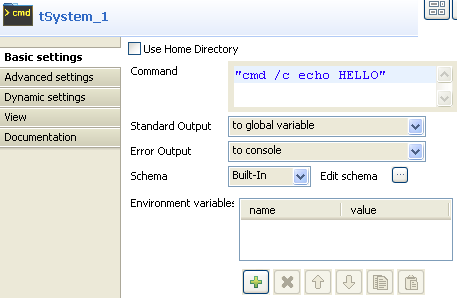 cmd tSystem_1
Basic settings
Advanced settings
Dynamic settings
View
Documentation
Use Home Directory
Command
"cmd /c echo HELLO"
Standard Output to global variable
Error Output to console
Schema Built-In Edit schema ...
Environment variables
name value